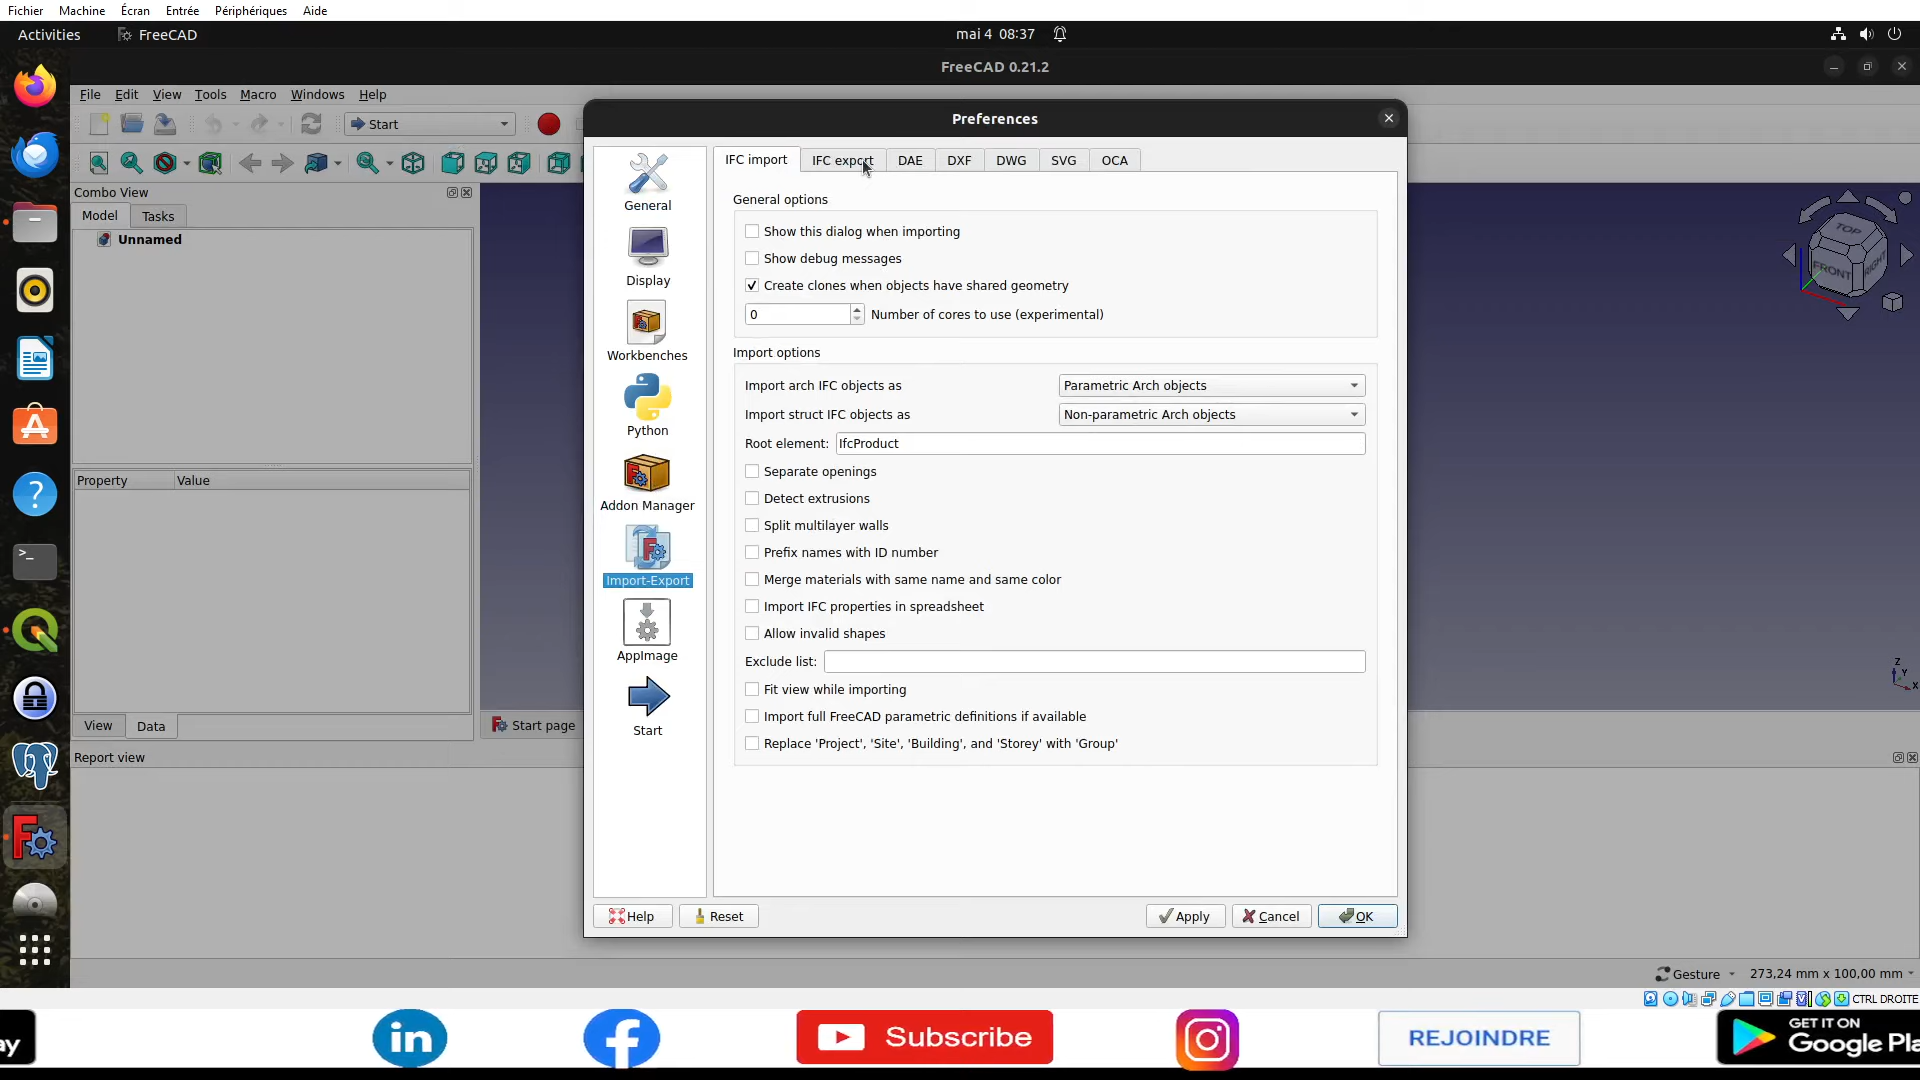 Fichier Machine Écran Entrée Périphériques Aide
Activities FreeCAD mai 4 08:37
FreeCAD 0.21.2
File Edit View Tools Macro Windows Help
Start
Combo View
Model Tasks
Unnamed
Property Value
View Data
Start page
Report view
Preferences
General
Display
Workbenches
Python
Addon Manager
Import-Export
AppImage
Start
IFC import IFC export DAE DXF DWG SVG OCA
General options
Show this dialog when importing
Show debug messages
Create clones when objects have shared geometry
0 Number of cores to use (experimental)
Import options
Import arch IFC objects as Parametric Arch objects
Import struct IFC objects as Non-parametric Arch objects
Root element: IfcProduct
Separate openings
Detect extrusions
Split multilayer walls
Prefix names with ID number
Merge materials with same name and same color
Import IFC properties in spreadsheet
Allow invalid shapes
Exclude list:
Fit view while importing
Import full FreeCAD parametric definitions if available
Replace 'Project', 'Site', 'Building', and 'Storey' with 'Group'
Help Reset Apply Cancel OK
TOP
FRONT RIGHT
Z
Y
X
Gesture 273,24 mm x 100,00 mm
CTRL DROITE
ay
in
Subscribe
REJOINDRE
GET IT ON
Google Pla